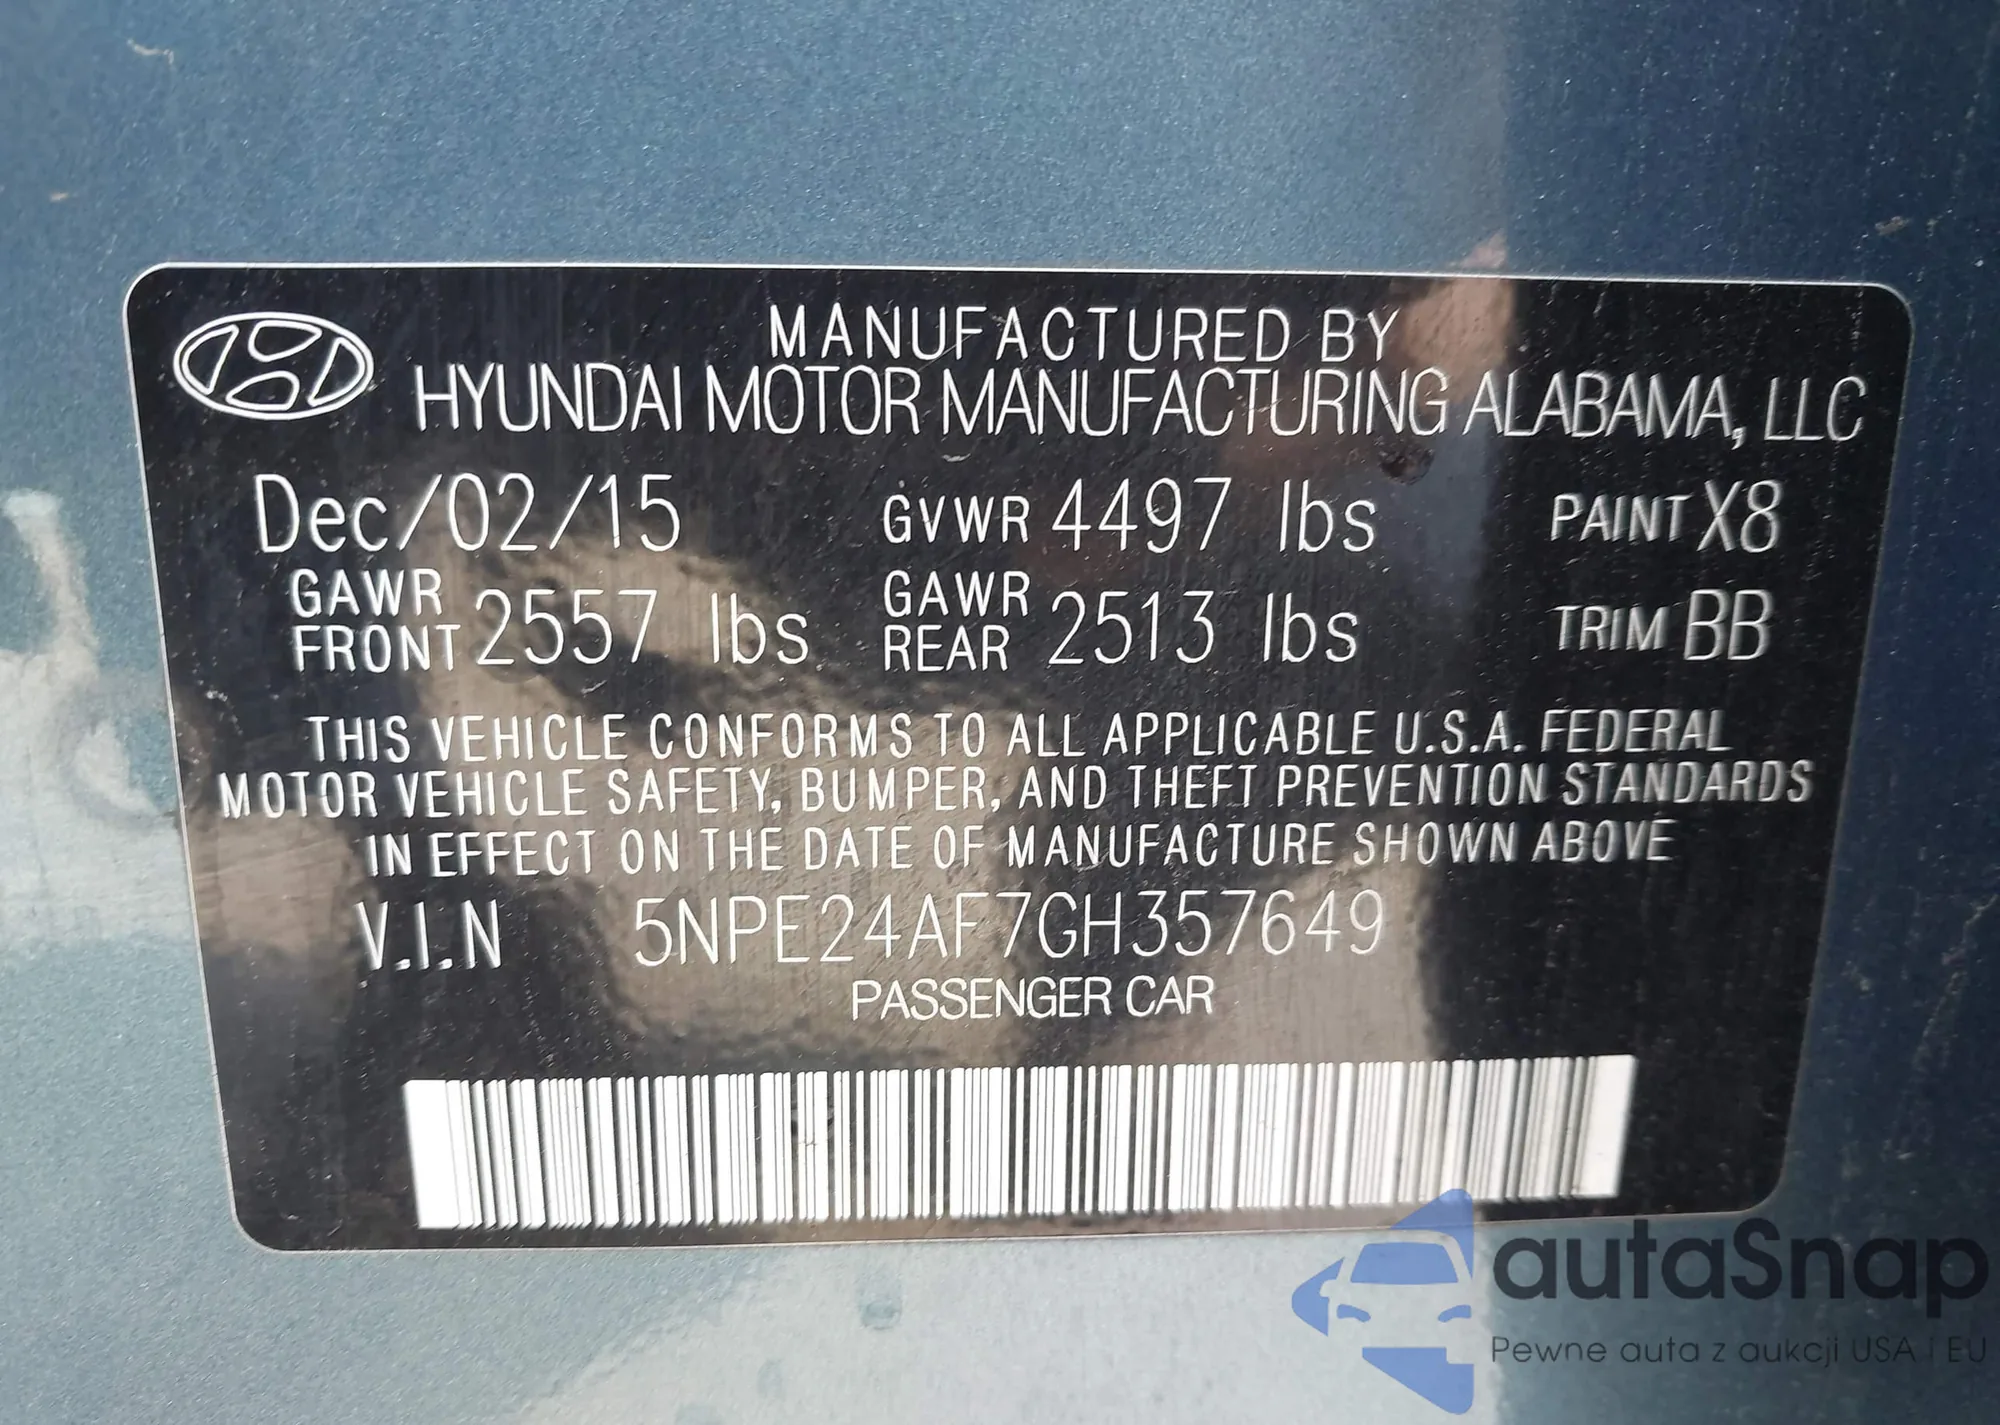 MANUFACTURED BY
HYUNDAI MOTOR MANUFACTURING ALABAMA, LLC
Dec/02/15 GVWR 4497 lbs PAINT X8
GAWR FRONT 2557 lbs GAWR REAR 2513 lbs TRIM BB
THIS VEHICLE CONFORMS TO ALL APPLICABLE U.S.A. FEDERAL
MOTOR VEHICLE SAFETY, BUMPER, AND THEFT PREVENTION STANDARDS
IN EFFECT ON THE DATE OF MANUFACTURE SHOWN ABOVE
V.I.N 5NPE24AF7GH357649
PASSENGER CAR
autaSnap
Pewne auta z aukcji USA i EU